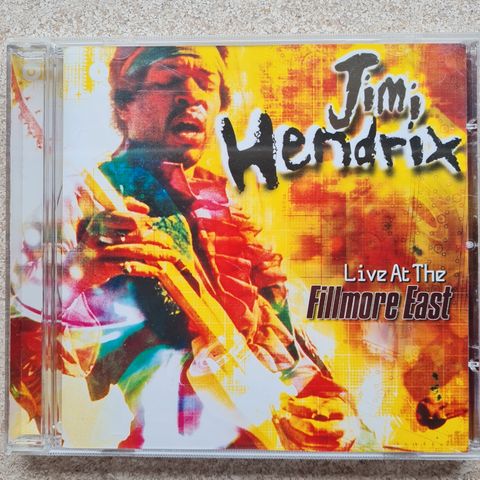 Jimi
Hendrix
Live At The
Fillmore East